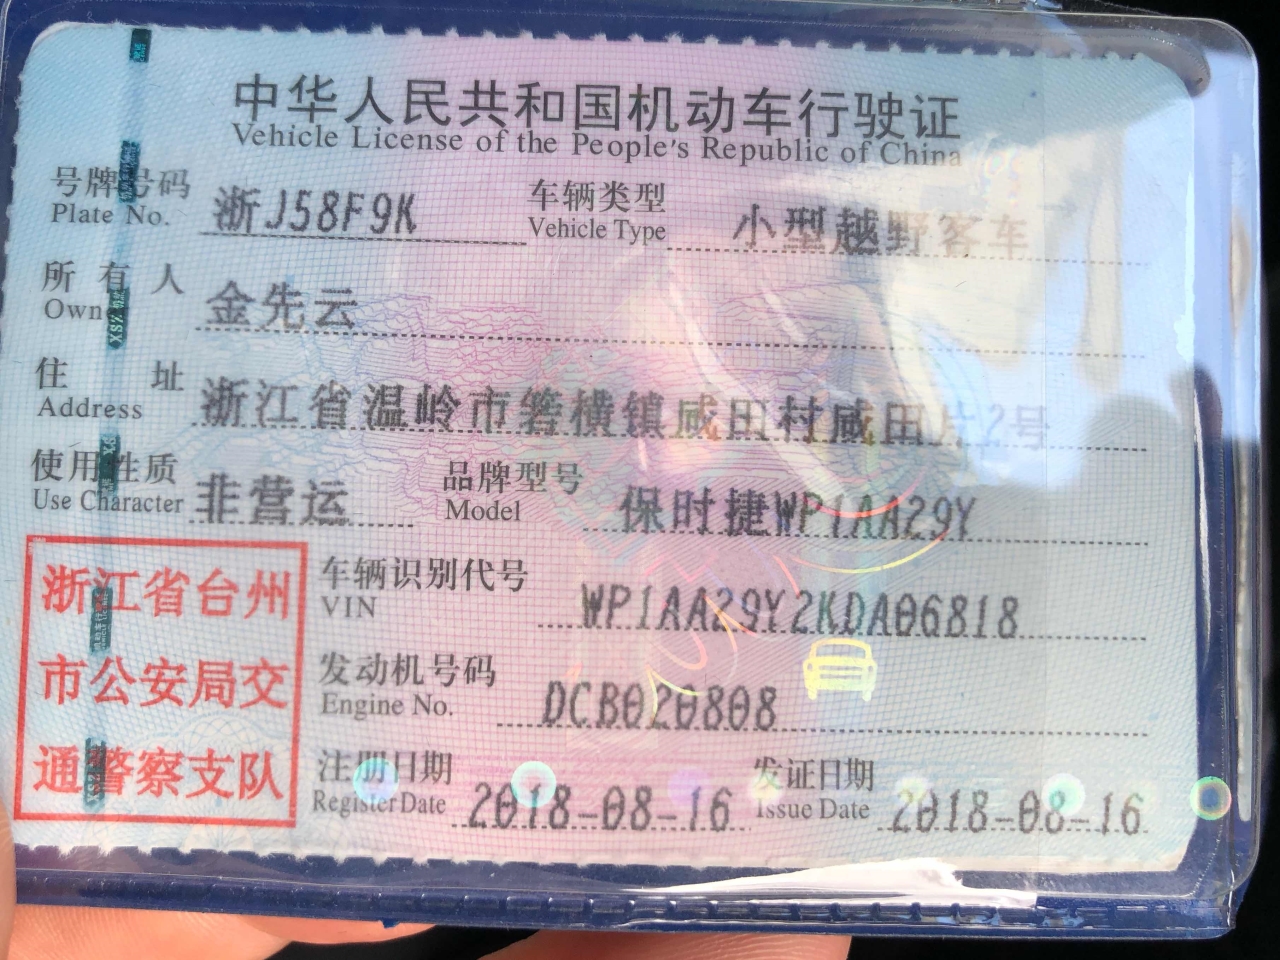 中华人民共和国机动车行驶证
Vehicle License of the People's Republic of China
号牌号码 浙J58F9K 车辆类型 小型越野客车
Plate No. Vehicle Type
所有人 金先云
Owner
住址 浙江省温岭市箬横镇咸田村咸田片2号
Address
使用性质 非营运 品牌型号 保时捷WP1AA29Y
Use Character Model
浙江省台州
市公安局交
通警察支队
车辆识别代号 WP1AA29Y2KDA06818
VIN
发动机号码 DCB020808
Engine No.
注册日期 2018-08-16 发证日期 2018-08-16
Register Date Issue Date